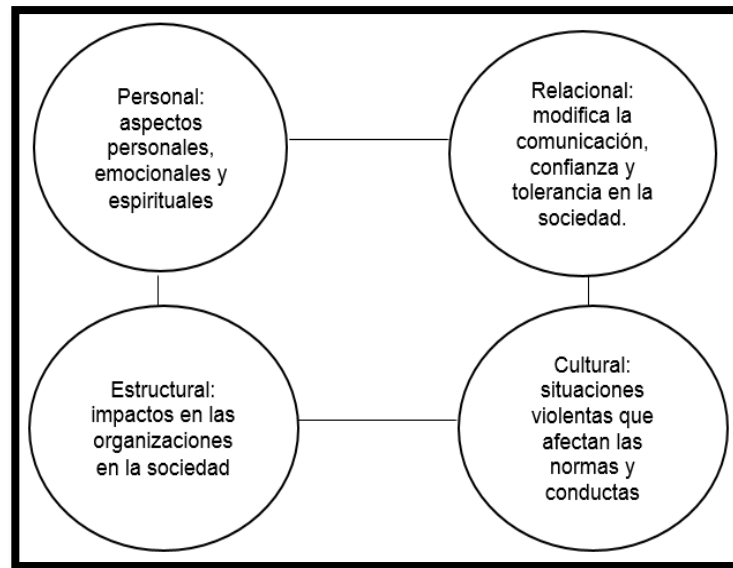 Personal:
aspectos
personales,
emocionales y
espirituales
Relacional:
modifica la
comunicación,
confianza y
tolerancia en la
sociedad.
Estructural:
impactos en las
organizaciones
en la sociedad
Cultural:
situaciones
violentas que
afectan las
normas y
conductas